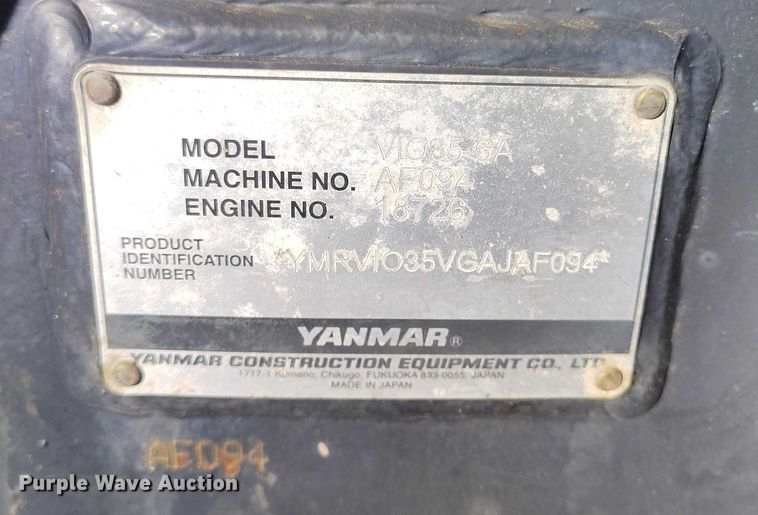 MODEL VIO35-6A
MACHINE NO. AF094
ENGINE NO. 18726
PRODUCT
IDENTIFICATION *YMRVIO35VGAJAF094*
NUMBER
YANMAR®
YANMAR CONSTRUCTION EQUIPMENT CO., LTD.
1717-1 Kumano, Chikugo, FUKUOKA 833-0055, JAPAN
MADE IN JAPAN
AF094
Purple Wave Auction